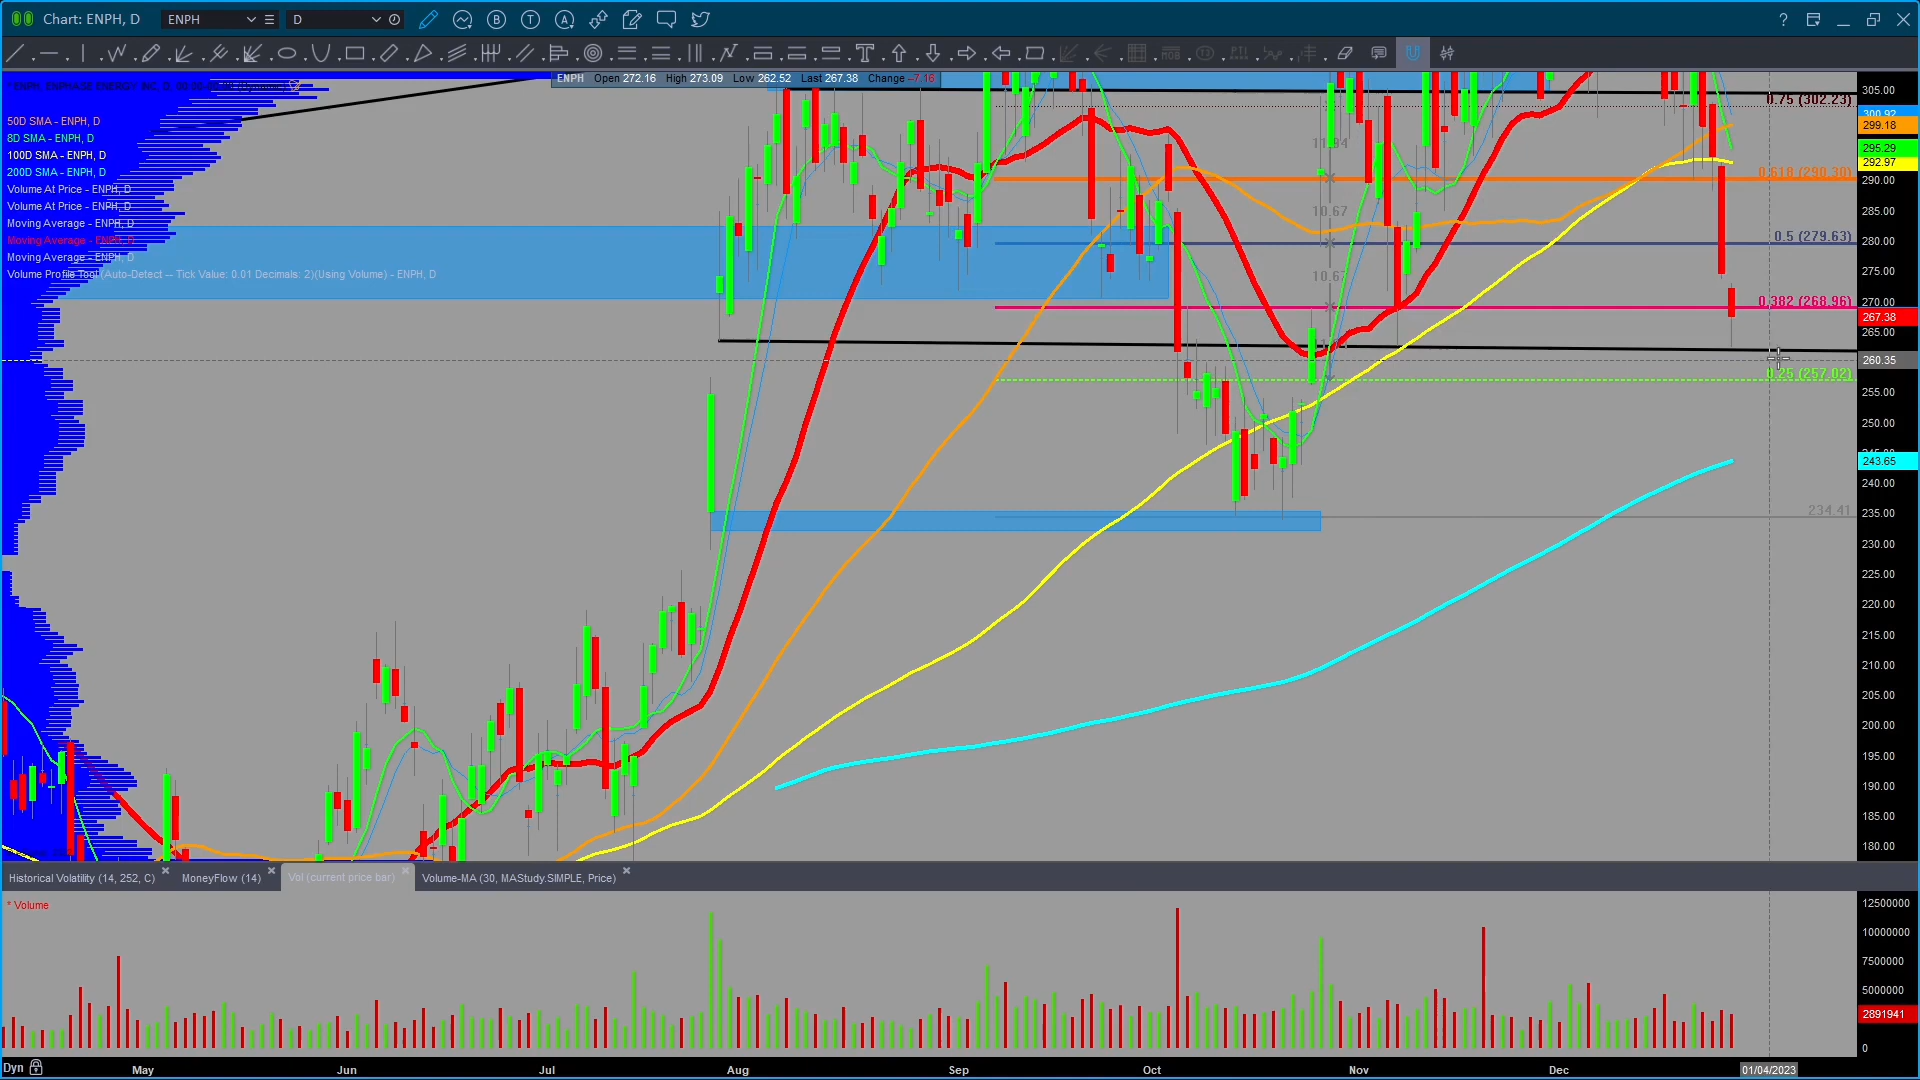 Chart: ENPH, D
ENPH
D
ENPH Open 272.16 High 273.09 Low 262.52 Last 267.38 Change -7.16
50D SMA - ENPH, D
8D SMA - ENPH, D
100D SMA - ENPH, D
200D SMA - ENPH, D
Volume At Price - ENPH, D
Volume At Price - ENPH, D
Moving Average - ENPH, D
Moving Average - ENPH, D
Moving Average - ENPH, D
Volume Profile Tool (Auto-Detect -- Tick Value: 0.01 Decimals: 2)(Using Volume) - ENPH, D
0.75 (302.23)
0.618 (290.30)
0.5 (279.63)
0.382 (268.96)
0.25 (257.02)
234.41
10.67
10.67
305.00
300.92
299.18
295.29
292.97
290.00
285.00
280.00
275.00
270.00
267.38
265.00
260.35
255.00
250.00
243.65
240.00
235.00
230.00
225.00
220.00
215.00
210.00
205.00
200.00
195.00
190.00
185.00
180.00
Historical Volatility (14, 252, C)
MoneyFlow (14)
Vol (current price bar)
Volume-MA (30, MAStudy.SIMPLE, Price)
* Volume
12500000
10000000
7500000
5000000
2891941
0
Dyn
May
Jun
Jul
Aug
Sep
Oct
Nov
Dec
01/04/2023